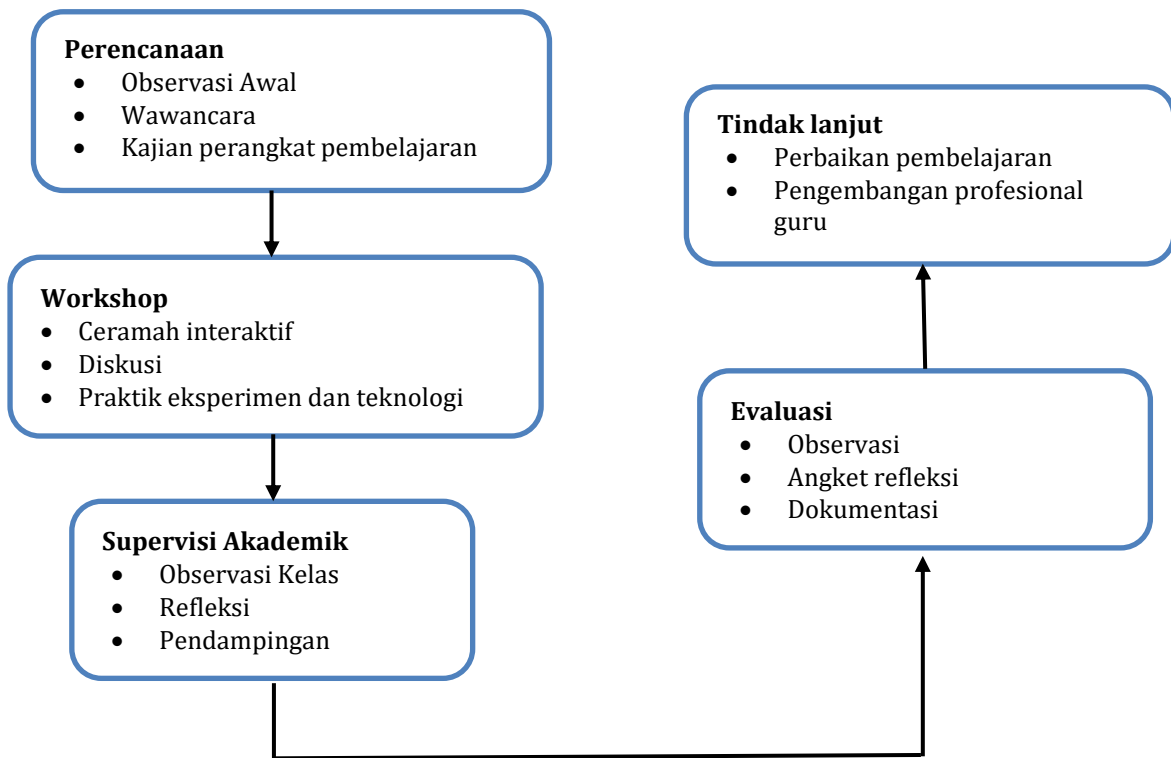 Perencanaan
• Observasi Awal
• Wawancara
• Kajian perangkat pembelajaran
Workshop
• Ceramah interaktif
• Diskusi
• Praktik eksperimen dan teknologi
Supervisi Akademik
• Observasi Kelas
• Refleksi
• Pendampingan
Evaluasi
• Observasi
• Angket refleksi
• Dokumentasi
Tindak lanjut
• Perbaikan pembelajaran
• Pengembangan profesional
guru